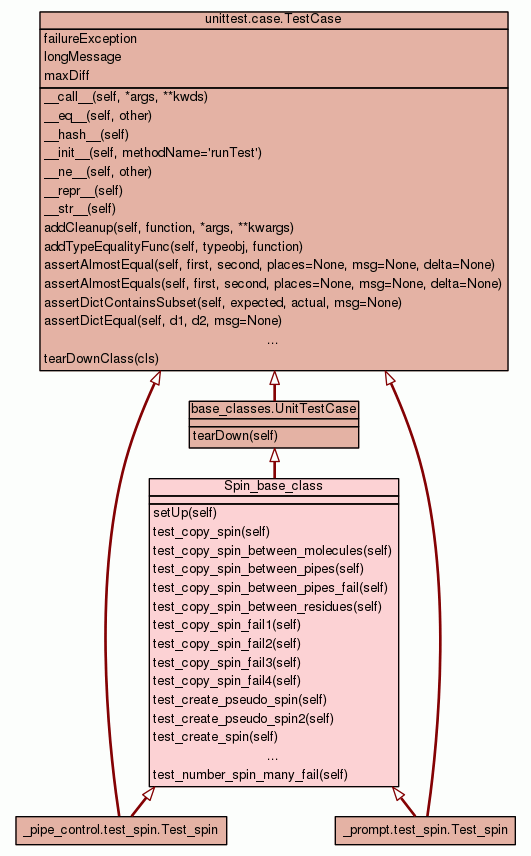 unittest.case.TestCase
failureException
longMessage
maxDiff
__call__(self, *args, **kwds)
__eq__(self, other)
__hash__(self)
__init__(self, methodName='runTest')
__ne__(self, other)
__repr__(self)
__str__(self)
addCleanup(self, function, *args, **kwargs)
addTypeEqualityFunc(self, typeobj, function)
assertAlmostEqual(self, first, second, places=None, msg=None, delta=None)
assertAlmostEquals(self, first, second, places=None, msg=None, delta=None)
assertDictContainsSubset(self, expected, actual, msg=None)
assertDictEqual(self, d1, d2, msg=None)
...
tearDownClass(cls)
base_classes.UnitTestCase
tearDown(self)
Spin_base_class
setUp(self)
test_copy_spin(self)
test_copy_spin_between_molecules(self)
test_copy_spin_between_pipes(self)
test_copy_spin_between_pipes_fail(self)
test_copy_spin_between_residues(self)
test_copy_spin_fail1(self)
test_copy_spin_fail2(self)
test_copy_spin_fail3(self)
test_copy_spin_fail4(self)
test_create_pseudo_spin(self)
test_create_pseudo_spin2(self)
test_create_spin(self)
...
test_number_spin_many_fail(self)
_pipe_control.test_spin.Test_spin
_prompt.test_spin.Test_spin